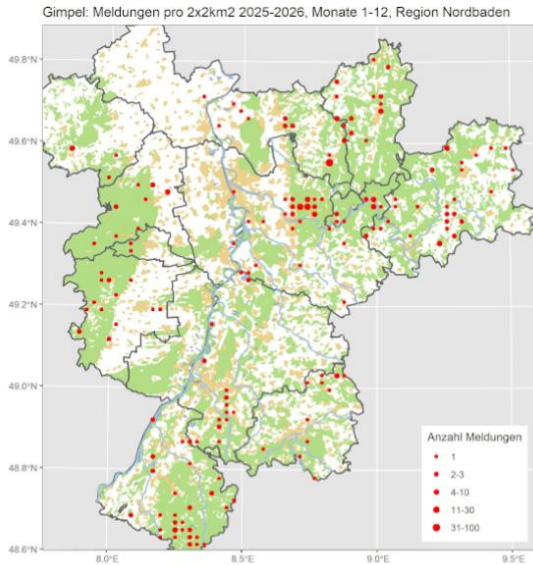 Gimpel: Meldungen pro 2x2km2 2025-2026, Monate 1-12, Region Nordbaden
49.8°N
49.6°N
49.4°N
49.2°N
49.0°N
48.8°N
48.6°N
Anzahl Meldungen
1
2-3
4-10
11-30
31-100
8.0°E
8.5°E
9.0°E
9.5°E